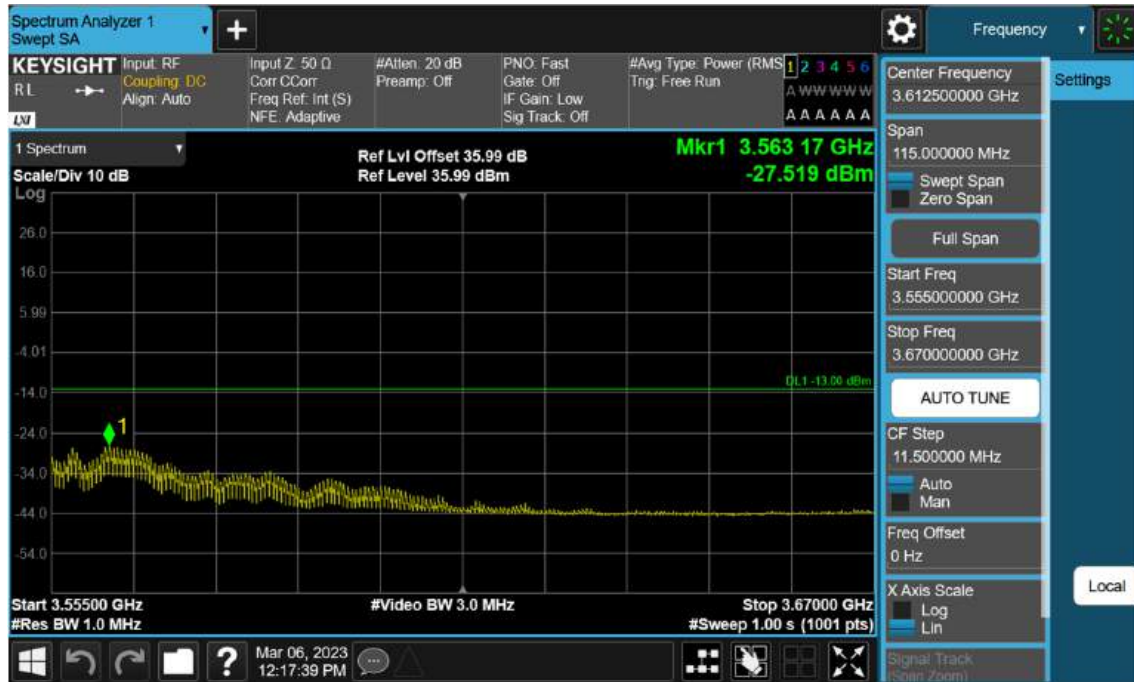 Spectrum Analyzer 1
Swept SA
+
Frequency
KEYSIGHT
RL
LXI
Input: RF
Coupling: DC
Align: Auto
Input Z: 50 Ω
Corr CCorr
Freq Ref: Int (S)
NFE: Adaptive
#Atten: 20 dB
Preamp: Off
PNO: Fast
Gate: Off
IF Gain: Low
Sig Track: Off
#Avg Type: Power (RMS
Trig: Free Run
1 2 3 4 5 6
A W W W W W
A A A A A A
1 Spectrum
Scale/Div 10 dB
Ref Lvl Offset 35.99 dB
Ref Level 35.99 dBm
Mkr1 3.563 17 GHz
-27.519 dBm
Log
26.0
16.0
5.99
-4.01
-14.0
-24.0
-34.0
-44.0
-54.0
DL1 -13.00 dBm
1
Start 3.55500 GHz
#Res BW 1.0 MHz
#Video BW 3.0 MHz
Stop 3.67000 GHz
#Sweep 1.00 s (1001 pts)
?
Mar 06, 2023
12:17:39 PM
Center Frequency
3.612500000 GHz
Span
115.000000 MHz
Swept Span
Zero Span
Full Span
Start Freq
3.555000000 GHz
Stop Freq
3.670000000 GHz
AUTO TUNE
CF Step
11.500000 MHz
Auto
Man
Freq Offset
0 Hz
X Axis Scale
Log
Lin
Signal Track
(Span Zoom)
Settings
Local